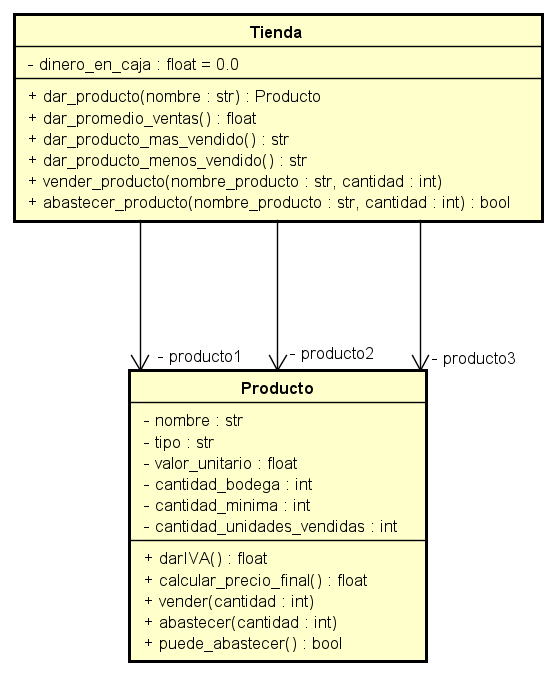 Tienda
- dinero_en_caja : float = 0.0
+ dar_producto(nombre : str) : Producto
+ dar_promedio_ventas() : float
+ dar_producto_mas_vendido() : str
+ dar_producto_menos_vendido() : str
+ vender_producto(nombre_producto : str, cantidad : int)
+ abastecer_producto(nombre_producto : str, cantidad : int) : bool
- producto1
- producto2
- producto3
Producto
- nombre : str
- tipo : str
- valor_unitario : float
- cantidad_bodega : int
- cantidad_minima : int
- cantidad_unidades_vendidas : int
+ darIVA() : float
+ calcular_precio_final() : float
+ vender(cantidad : int)
+ abastecer(cantidad : int)
+ puede_abastecer() : bool